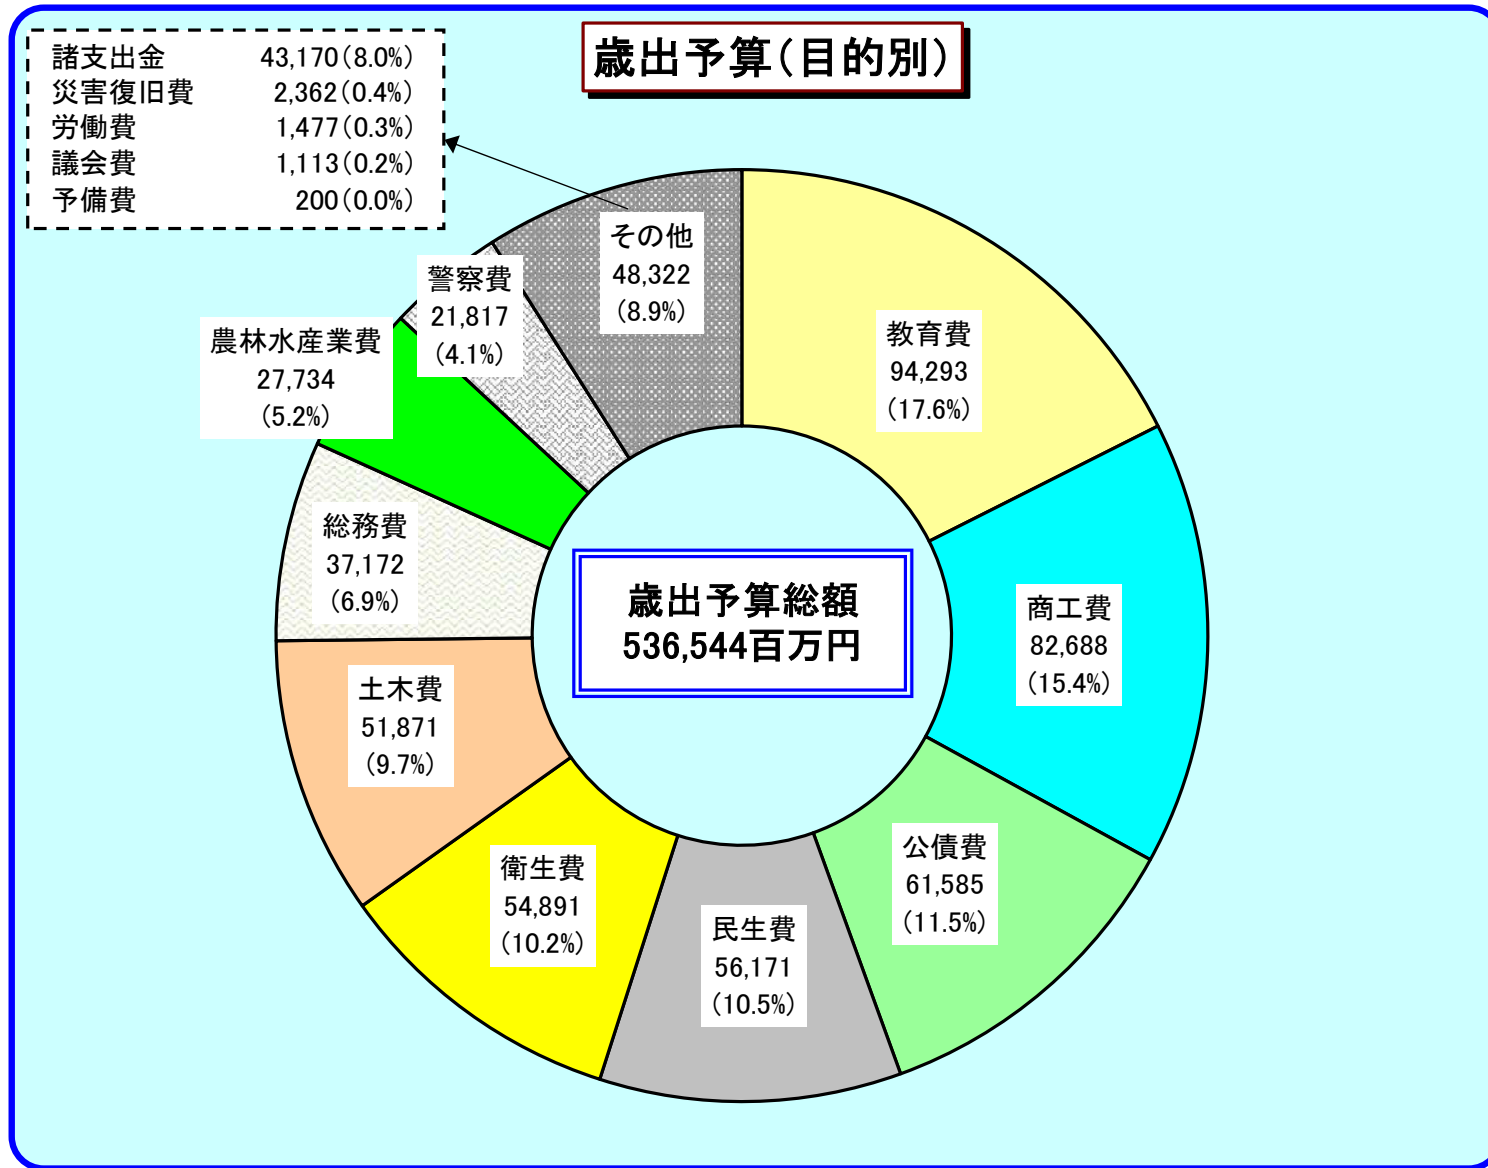 歳出予算(目的別)
諸支出金 43,170(8.0%)
災害復旧費 2,362(0.4%)
労働費 1,477(0.3%)
議会費 1,113(0.2%)
予備費 200(0.0%)
その他
48,322
(8.9%)
教育費
94,293
(17.6%)
商工費
82,688
(15.4%)
公債費
61,585
(11.5%)
民生費
56,171
(10.5%)
衛生費
54,891
(10.2%)
土木費
51,871
(9.7%)
総務費
37,172
(6.9%)
農林水産業費
27,734
(5.2%)
警察費
21,817
(4.1%)
歳出予算総額
536,544百万円